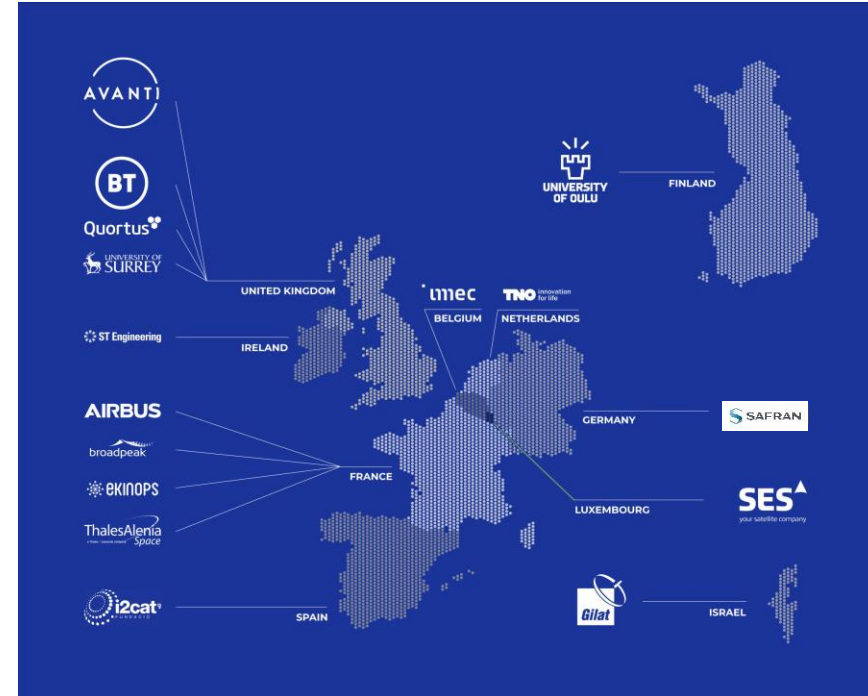 AVANTI
BT
Quortus
UNIVERSITY OF
SURREY
UNITED KINGDOM
ST Engineering
IRELAND
AIRBUS
broadpeak
ekinops
ThalesAlenia
Space
FRANCE
i2cat
FUNDACIÓ
SPAIN
UNIVERSITY
OF OULU
FINLAND
imec
BELGIUM
TNO innovation
for life
NETHERLANDS
GERMANY
SAFRAN
LUXEMBOURG
SES
your satellite company
Gilat
ISRAEL